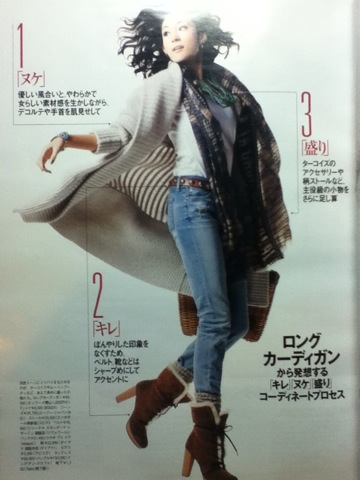 1
「ヌケ」
優しい風合いと、やわらかで
女らしい素材感を生かしながら、
デコルテや手首を肌見せして
3
「盛り」
ターコイズの
アクセサリーや
柄ストールなど、
主役級の小物を
さらに足し算
2
「キレ」
ぼんやりした印象を
なくすため、
ベルト、靴などは
シャープめにして
アクセントに
ロング
カーディガン
から発想する
「キレ」「ヌケ」「盛り」
コーディネートプロセス